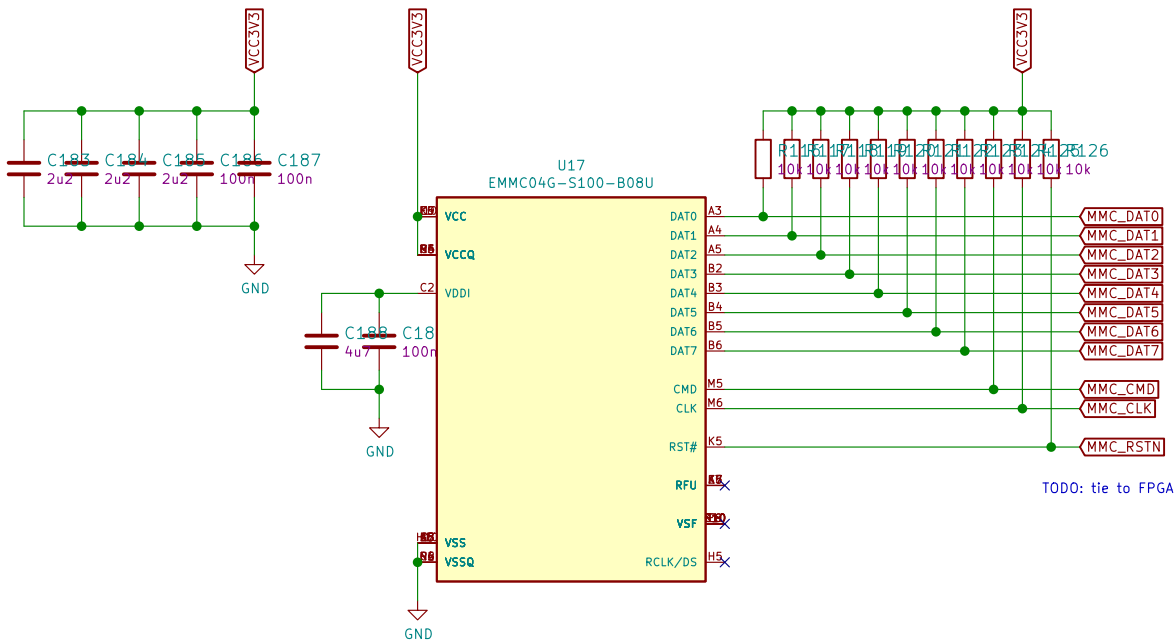 VCC3V3
VCC3V3
VCC3V3
C183
2u2
C184
2u2
C185
2u2
C186
100n
C187
100n
GND
U17
EMMC04G-S100-B08U
VCC
VCCQ
C2 VDDI
C188
4u7
C18
100n
GND
VSS
VSSQ
GND
DAT0 A3
DAT1 A4
DAT2 A5
DAT3 B2
DAT4 B3
DAT5 B4
DAT6 B5
DAT7 B6
CMD M5
CLK M6
RST# K5
RFU
VSF
RCLK/DS H5
10k
10k
10k
10k
10k
10k
10k
10k
10k
10k
10k
MMC_DAT0
MMC_DAT1
MMC_DAT2
MMC_DAT3
MMC_DAT4
MMC_DAT5
MMC_DAT6
MMC_DAT7
MMC_CMD
MMC_CLK
MMC_RSTN
TODO: tie to FPGA